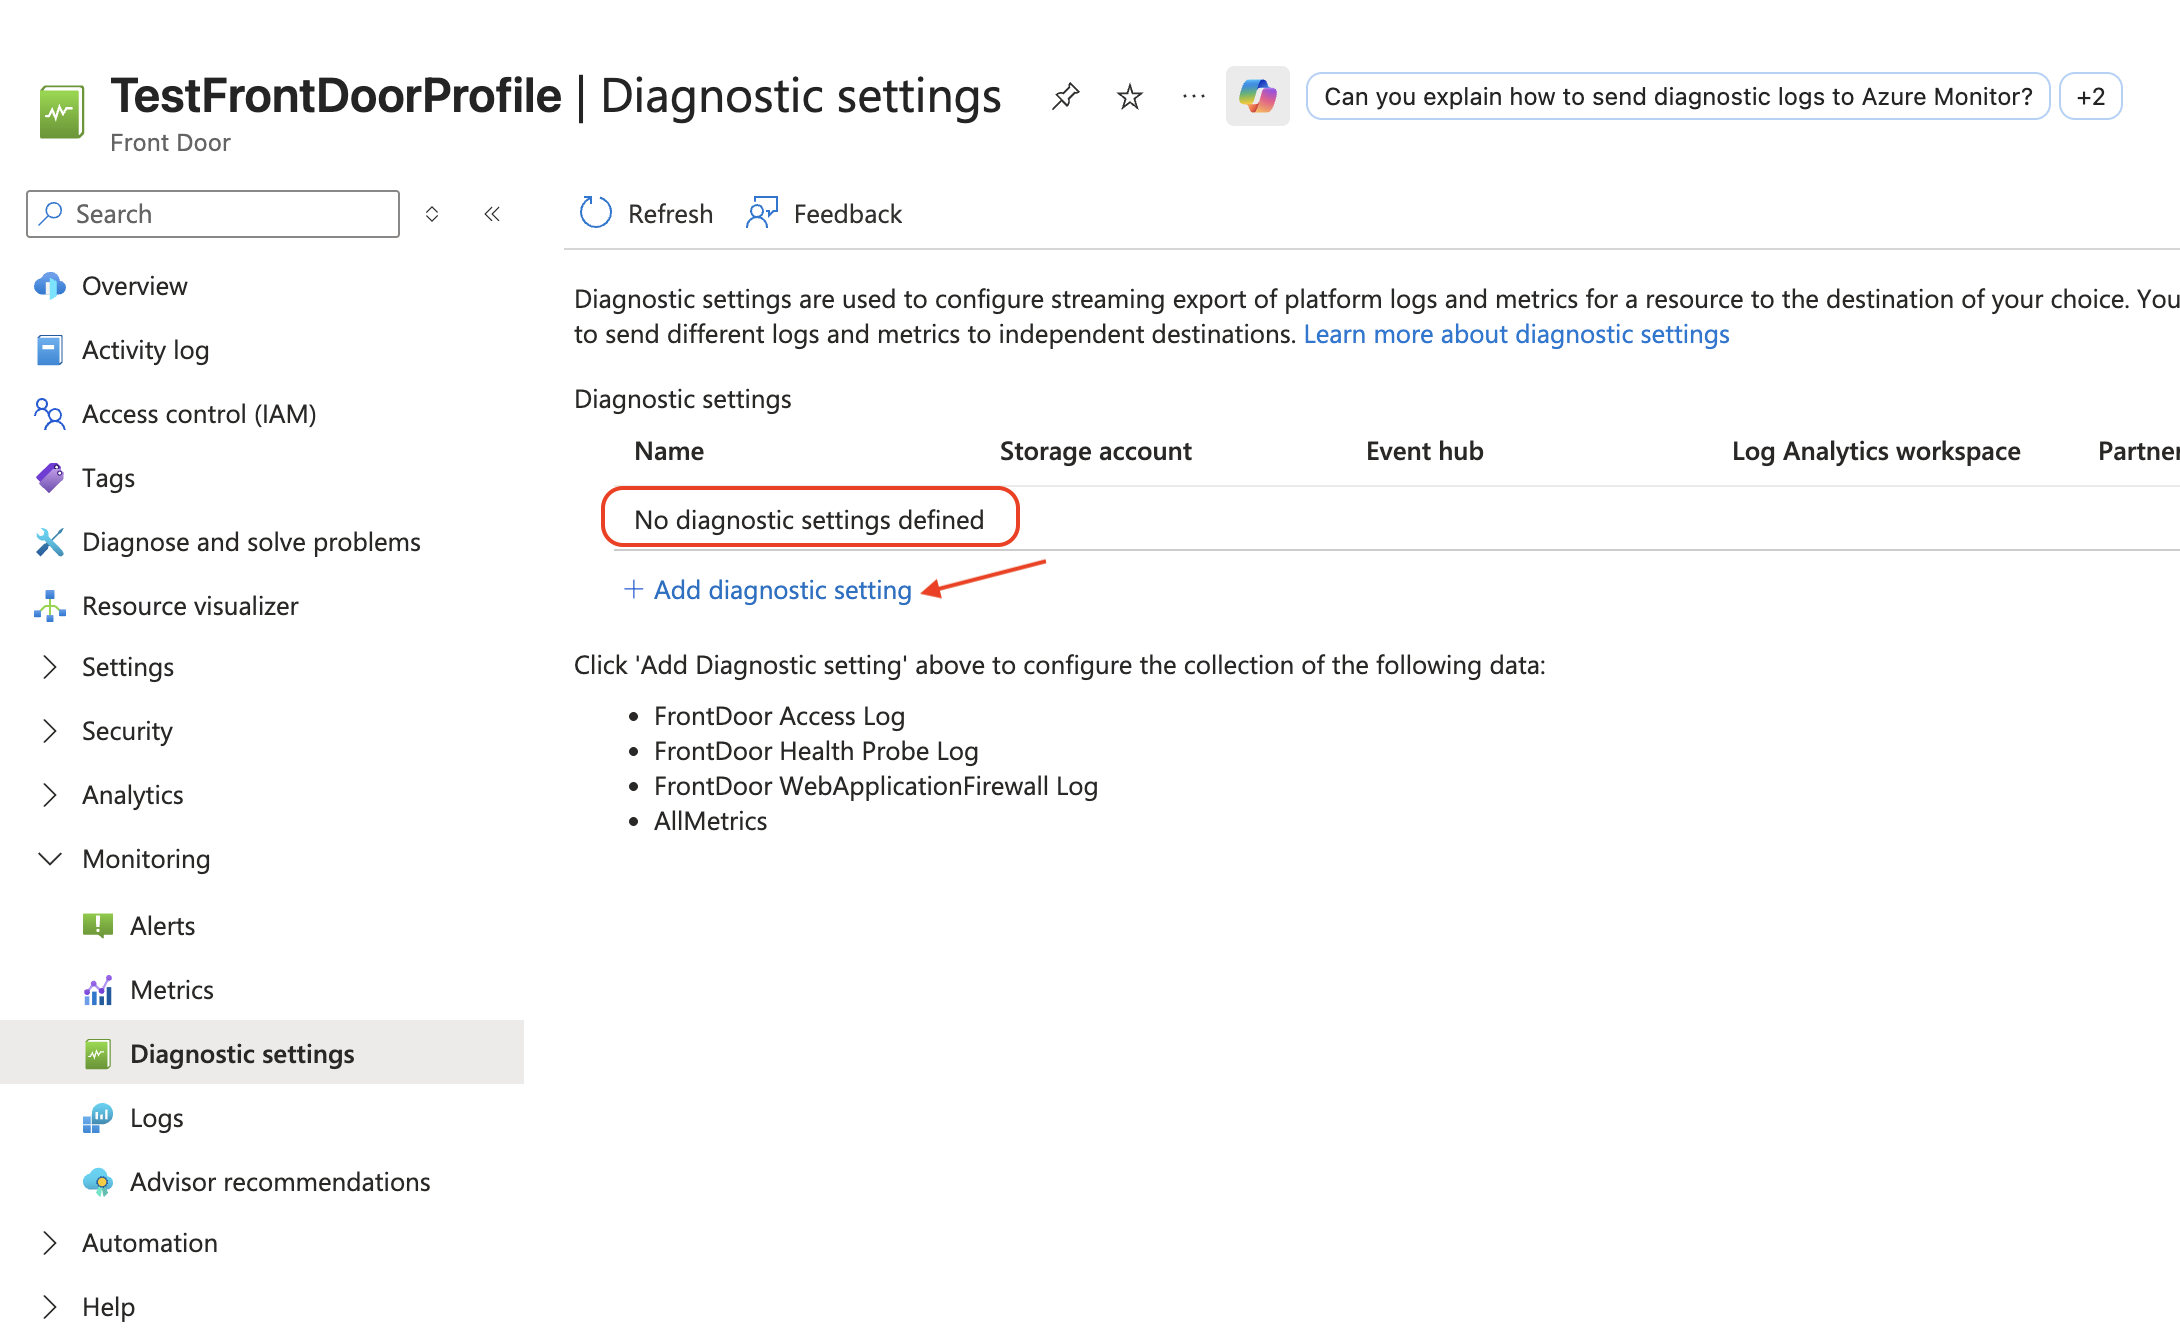 TestFrontDoorProfile | Diagnostic settings
Front Door
Can you explain how to send diagnostic logs to Azure Monitor?
+2
Search
Refresh
Feedback
Overview
Activity log
Access control (IAM)
Tags
Diagnose and solve problems
Resource visualizer
Settings
Security
Analytics
Monitoring
Alerts
Metrics
Diagnostic settings
Logs
Advisor recommendations
Automation
Help
Diagnostic settings are used to configure streaming export of platform logs and metrics for a resource to the destination of your choice. You
to send different logs and metrics to independent destinations. Learn more about diagnostic settings
Diagnostic settings
Name Storage account Event hub Log Analytics workspace Partner
No diagnostic settings defined
+ Add diagnostic setting
Click 'Add Diagnostic setting' above to configure the collection of the following data:
• FrontDoor Access Log
• FrontDoor Health Probe Log
• FrontDoor WebApplicationFirewall Log
• AllMetrics